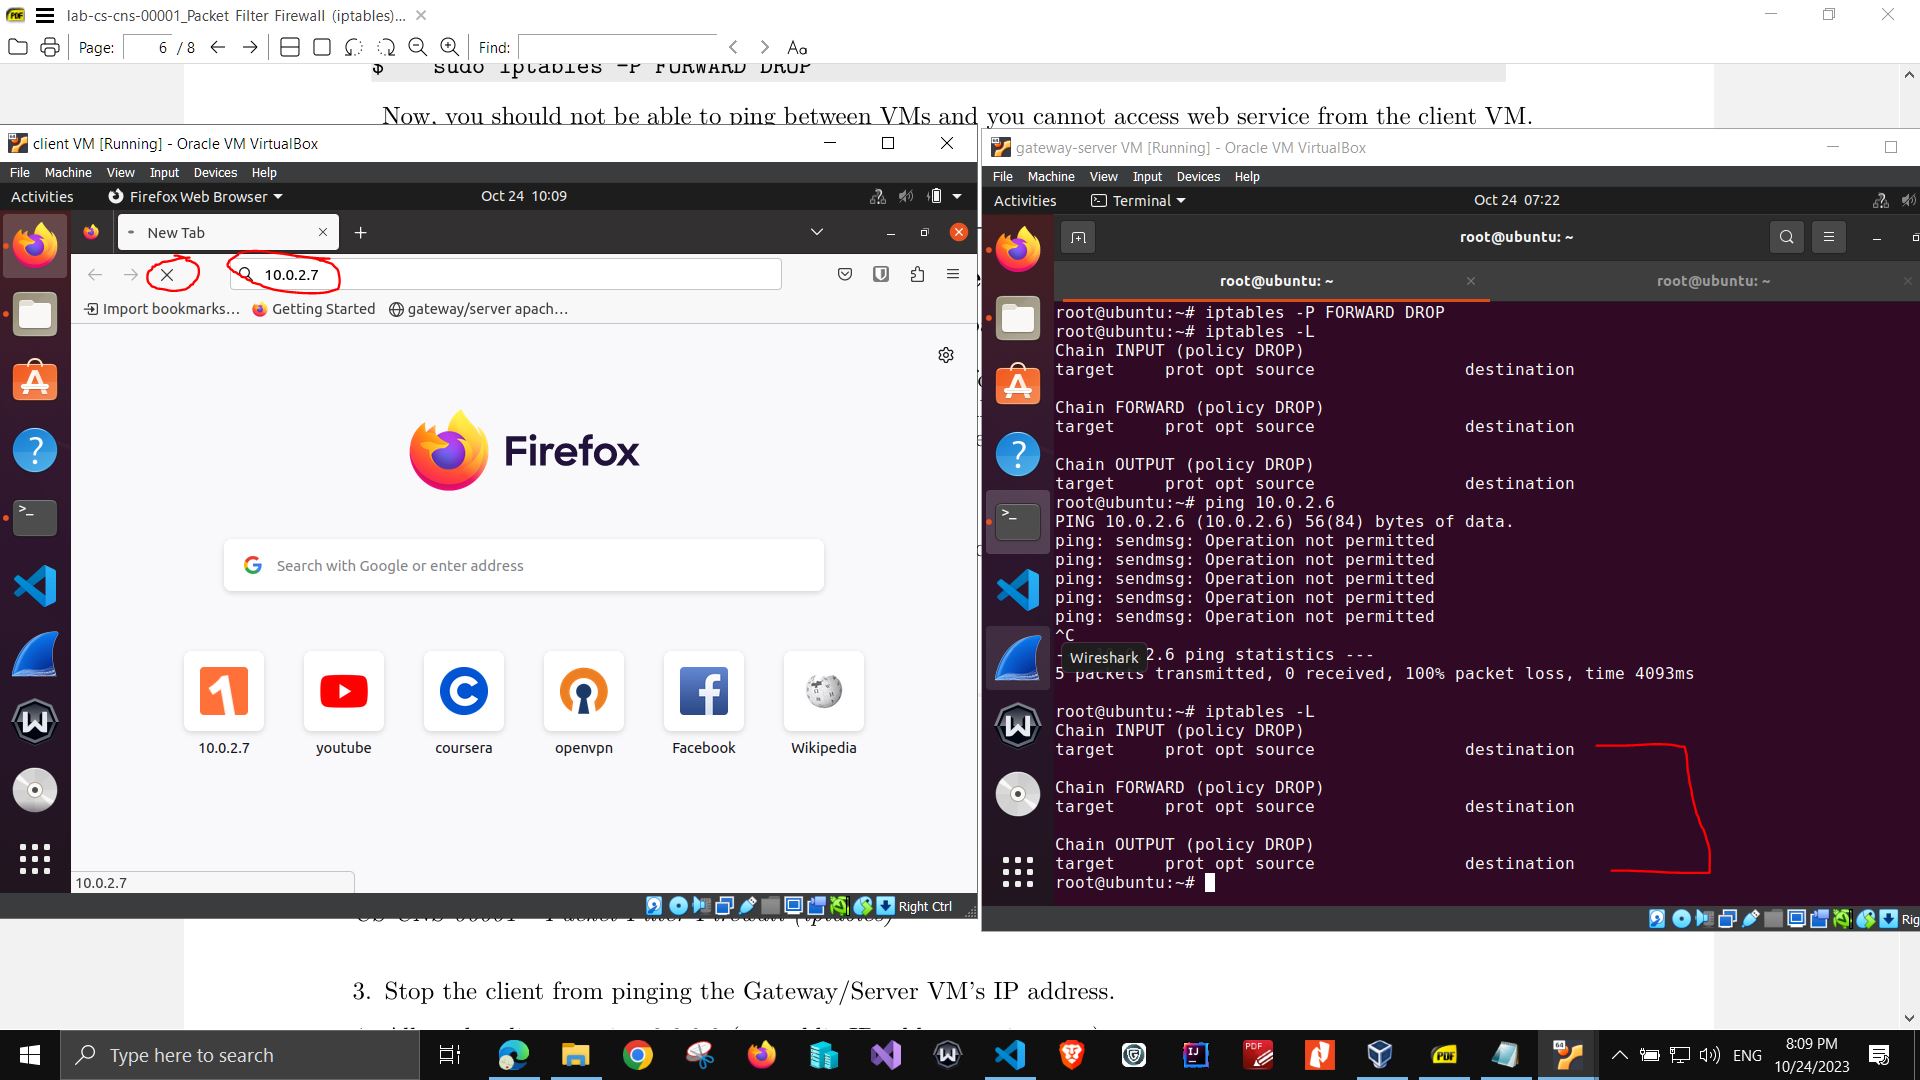 lab-cs-cns-00001_Packet Filter Firewall (iptables)...
Page: 6 / 8 Find: Aa
$ sudo iptables -P FORWARD DROP
Now, you should not be able to ping between VMs and you cannot access web service from the client VM.
client VM [Running] - Oracle VM VirtualBox
File Machine View Input Devices Help
Activities Firefox Web Browser Oct 24 10:09
New Tab
10.0.2.7
Import bookmarks... Getting Started gateway/server apach...
Firefox
Search with Google or enter address
10.0.2.7 youtube coursera openvpn Facebook Wikipedia
10.0.2.7
Right Ctrl
gateway-server VM [Running] - Oracle VM VirtualBox
File Machine View Input Devices Help
Activities Terminal Oct 24 07:22
root@ubuntu: ~
root@ubuntu: ~ root@ubuntu: ~
root@ubuntu:~# iptables -P FORWARD DROP
root@ubuntu:~# iptables -L
Chain INPUT (policy DROP)
target prot opt source destination
Chain FORWARD (policy DROP)
target prot opt source destination
Chain OUTPUT (policy DROP)
target prot opt source destination
root@ubuntu:~# ping 10.0.2.6
PING 10.0.2.6 (10.0.2.6) 56(84) bytes of data.
ping: sendmsg: Operation not permitted
ping: sendmsg: Operation not permitted
ping: sendmsg: Operation not permitted
ping: sendmsg: Operation not permitted
ping: sendmsg: Operation not permitted
^C
Wireshark
2.6 ping statistics ---
5 packets transmitted, 0 received, 100% packet loss, time 4093ms
root@ubuntu:~# iptables -L
Chain INPUT (policy DROP)
target prot opt source destination
Chain FORWARD (policy DROP)
target prot opt source destination
Chain OUTPUT (policy DROP)
target prot opt source destination
root@ubuntu:~#
Rig
CS-CNS-00001 - Packet Filter Firewall (iptables)
3. Stop the client from pinging the Gateway/Server VM's IP address.
Type here to search
ENG
8:09 PM
10/24/2023